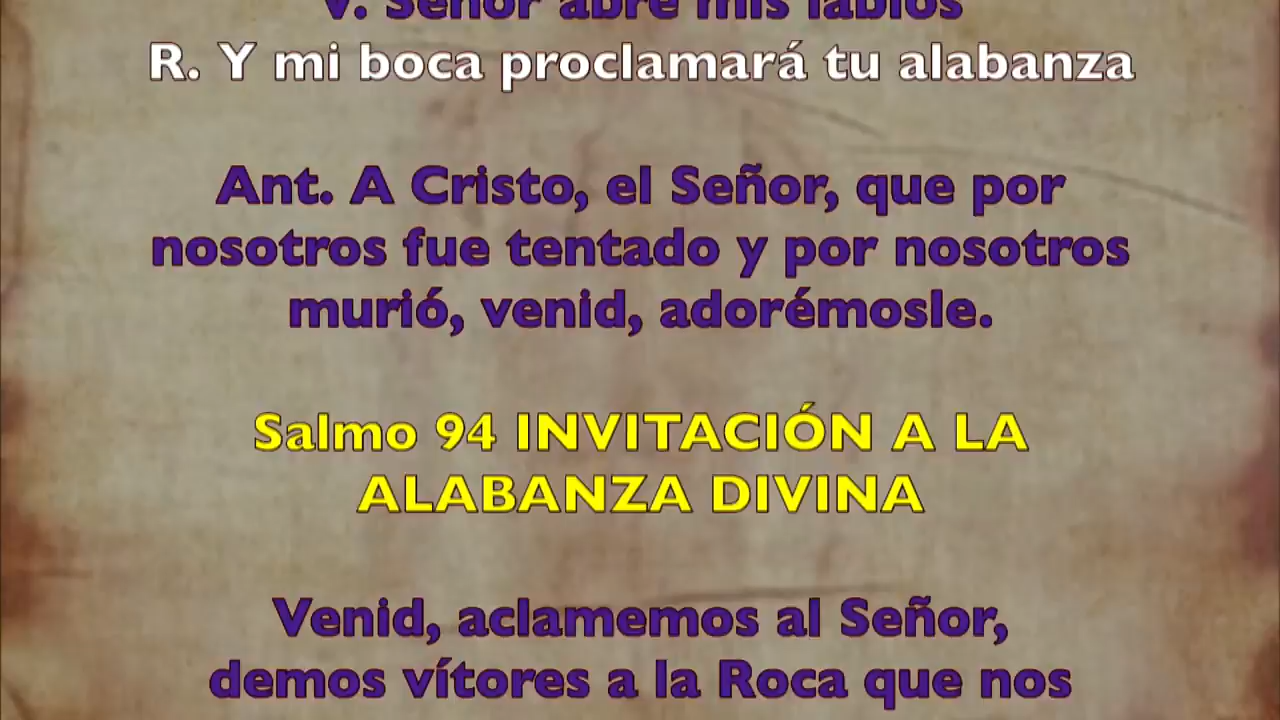 V. Señor abre mis labios
R. Y mi boca proclamará tu alabanza
Ant. A Cristo, el Señor, que por
nosotros fue tentado y por nosotros
murió, venid, adorémosle.
Salmo 94 INVITACIÓN A LA
ALABANZA DIVINA
Venid, aclamemos al Señor,
demos vítores a la Roca que nos